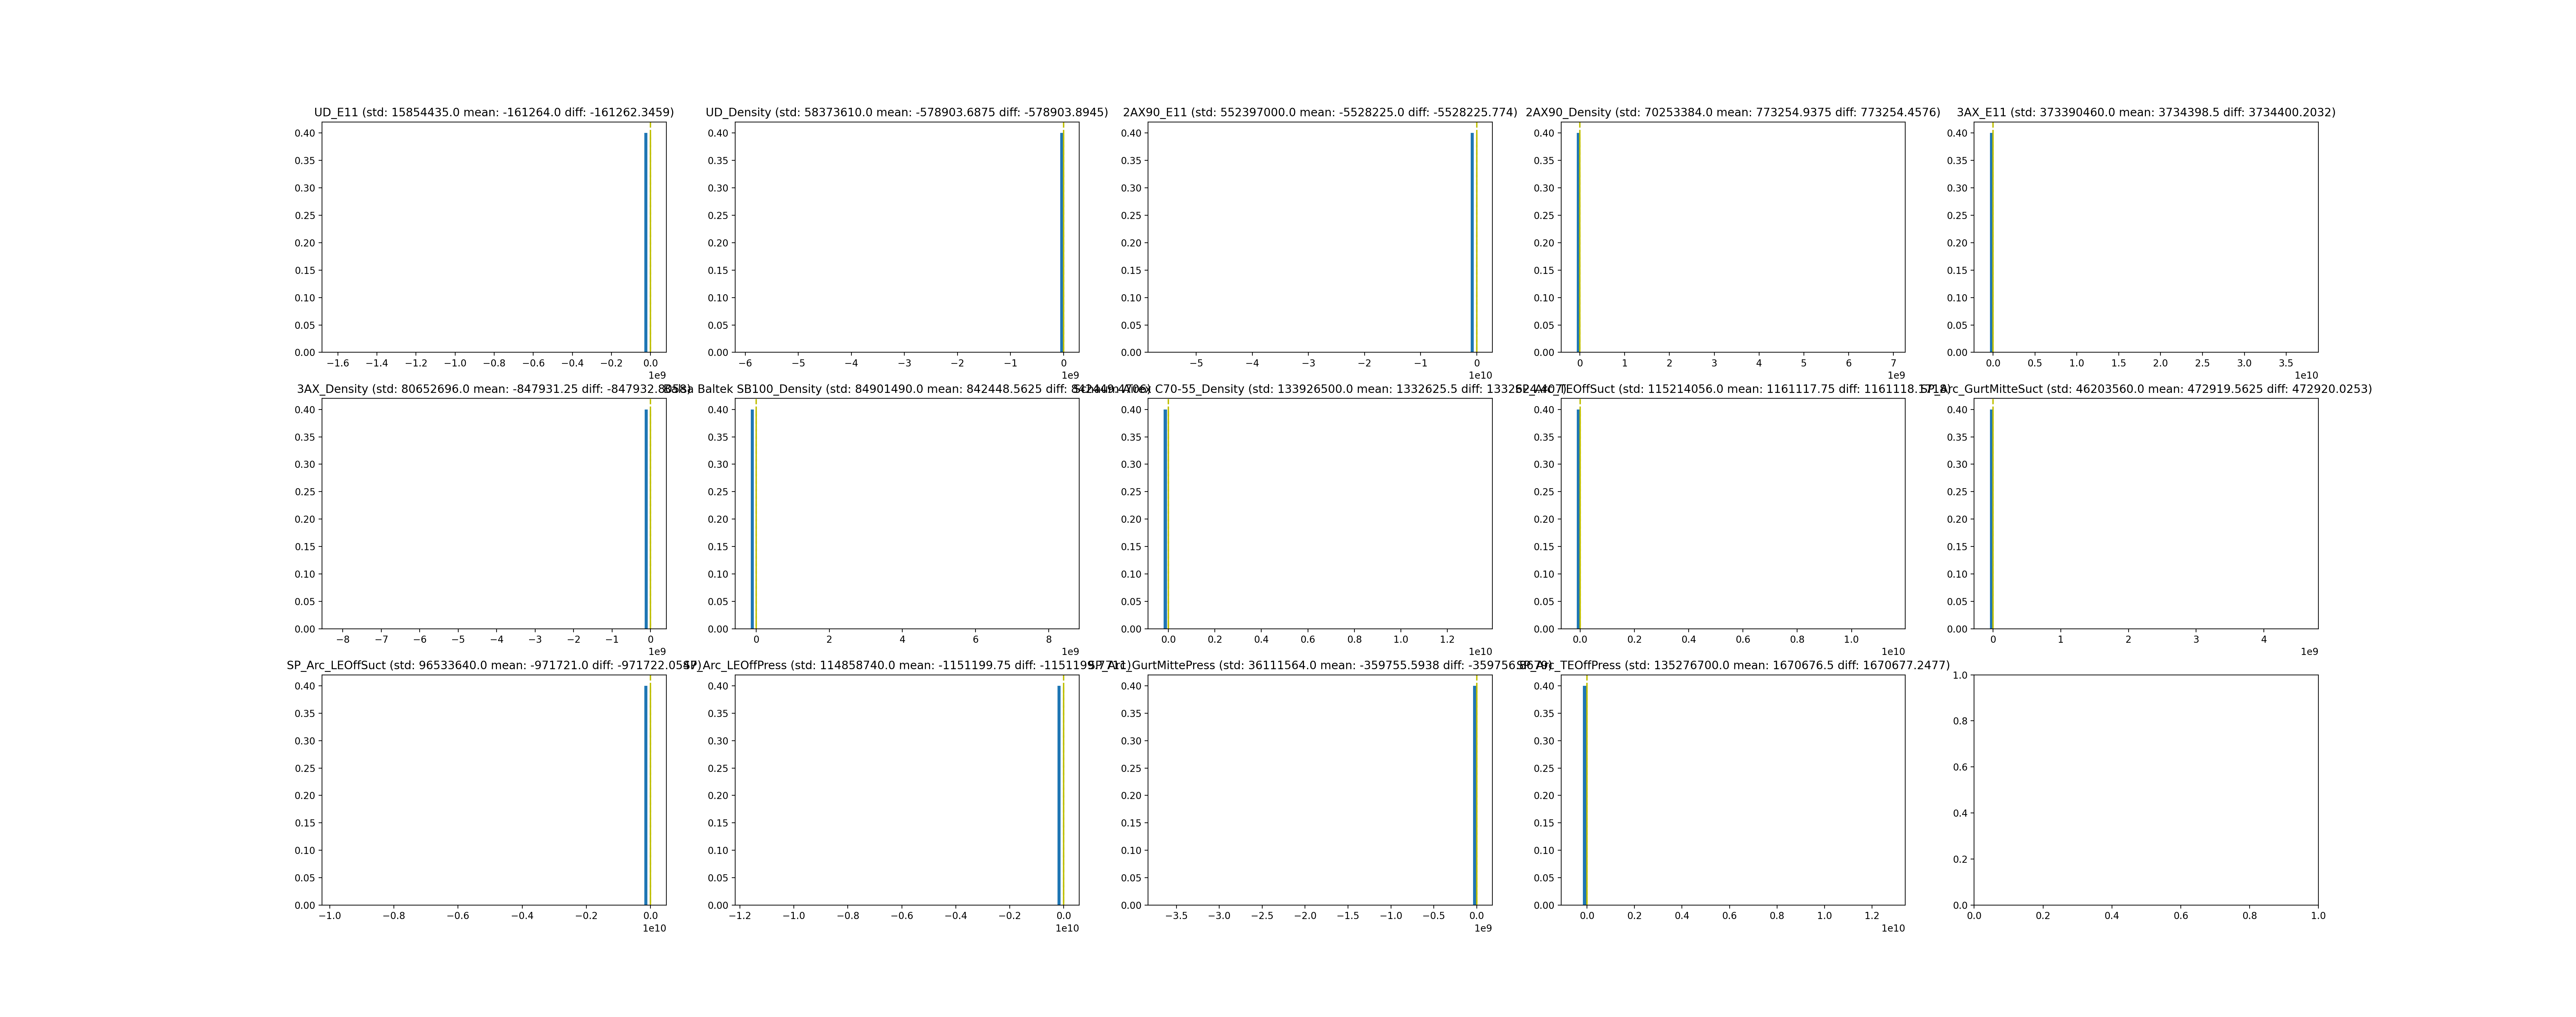 UD_E11 (std: 15854435.0 mean: -161264.0 diff: -161262.3459)
UD_Density (std: 58373610.0 mean: -578903.6875 diff: -578903.8945)
2AX90_E11 (std: 552397000.0 mean: -5528225.0 diff: -5528225.774)
2AX90_Density (std: 70253384.0 mean: 773254.9375 diff: 773254.4576)
3AX_E11 (std: 373390460.0 mean: 3734398.5 diff: 3734400.2032)
0.40 0.40 0.40 0.40 0.40
0.35 0.35 0.35 0.35 0.35
0.30 0.30 0.30 0.30 0.30
0.25 0.25 0.25 0.25 0.25
0.20 0.20 0.20 0.20 0.20
0.15 0.15 0.15 0.15 0.15
0.10 0.10 0.10 0.10 0.10
0.05 0.05 0.05 0.05 0.05
0.00 0.00 0.00 0.00 0.00
−1.6 −1.4 −1.2 −1.0 −0.8 −0.6 −0.4 −0.2 0.0
1e9
−6 −5 −4 −3 −2 −1 0
1e9
−5 −4 −3 −2 −1 0
1e10
0 1 2 3 4 5 6 7
1e9
0.0 0.5 1.0 1.5 2.0 2.5 3.0 3.5
1e10
3AX_Density (std: 80652696.0 mean: -847931.25 diff: -847932.
Baltek SB100_Density (std: 84901490.0 mean: 842448.5625 diff:
C70-55_Density (std: 133926500.0 mean: 1332625.5 diff:
TEOffSuct (std: 115214056.0 mean: 1161117.75 diff: 1161118.
GurtMitteSuct (std: 46203560.0 mean: 472919.5625 diff: 472920.0253)
0.40 0.40 0.40 0.40 0.40
0.35 0.35 0.35 0.35 0.35
0.30 0.30 0.30 0.30 0.30
0.25 0.25 0.25 0.25 0.25
0.20 0.20 0.20 0.20 0.20
0.15 0.15 0.15 0.15 0.15
0.10 0.10 0.10 0.10 0.10
0.05 0.05 0.05 0.05 0.05
0.00 0.00 0.00 0.00 0.00
−8 −7 −6 −5 −4 −3 −2 −1 0
1e9
0 2 4 6 8
1e9
0.0 0.2 0.4 0.6 0.8 1.0 1.2
1e10
0.0 0.2 0.4 0.6 0.8 1.0
1e10
0 1 2 3 4
1e9
SP_Arc_LEOffSuct (std: 96533640.0 mean: -971721.0 diff: -971722.
Arc_LEOffPress (std: 114858740.0 mean: -1151199.75 diff: -1151199.
GurtMittePress (std: 36111564.0 mean: -359755.5938 diff: -359756.
TEOffPress (std: 135276700.0 mean: 1670676.5 diff: 1670677.2477)
0.40 0.40 0.40 0.40 1.0
0.35 0.35 0.35 0.35 0.8
0.30 0.30 0.30 0.30 0.6
0.25 0.25 0.25 0.25 0.4
0.20 0.20 0.20 0.20 0.2
0.15 0.15 0.15 0.15 0.0
0.10 0.10 0.10 0.10
0.05 0.05 0.05 0.05
0.00 0.00 0.00 0.00
−1.0 −0.8 −0.6 −0.4 −0.2 0.0
1e10
−1.2 −1.0 −0.8 −0.6 −0.4 −0.2 0.0
1e10
−3.5 −3.0 −2.5 −2.0 −1.5 −1.0 −0.5 0.0
1e9
0.0 0.2 0.4 0.6 0.8 1.0 1.2
1e10
0.0 0.2 0.4 0.6 0.8 1.0